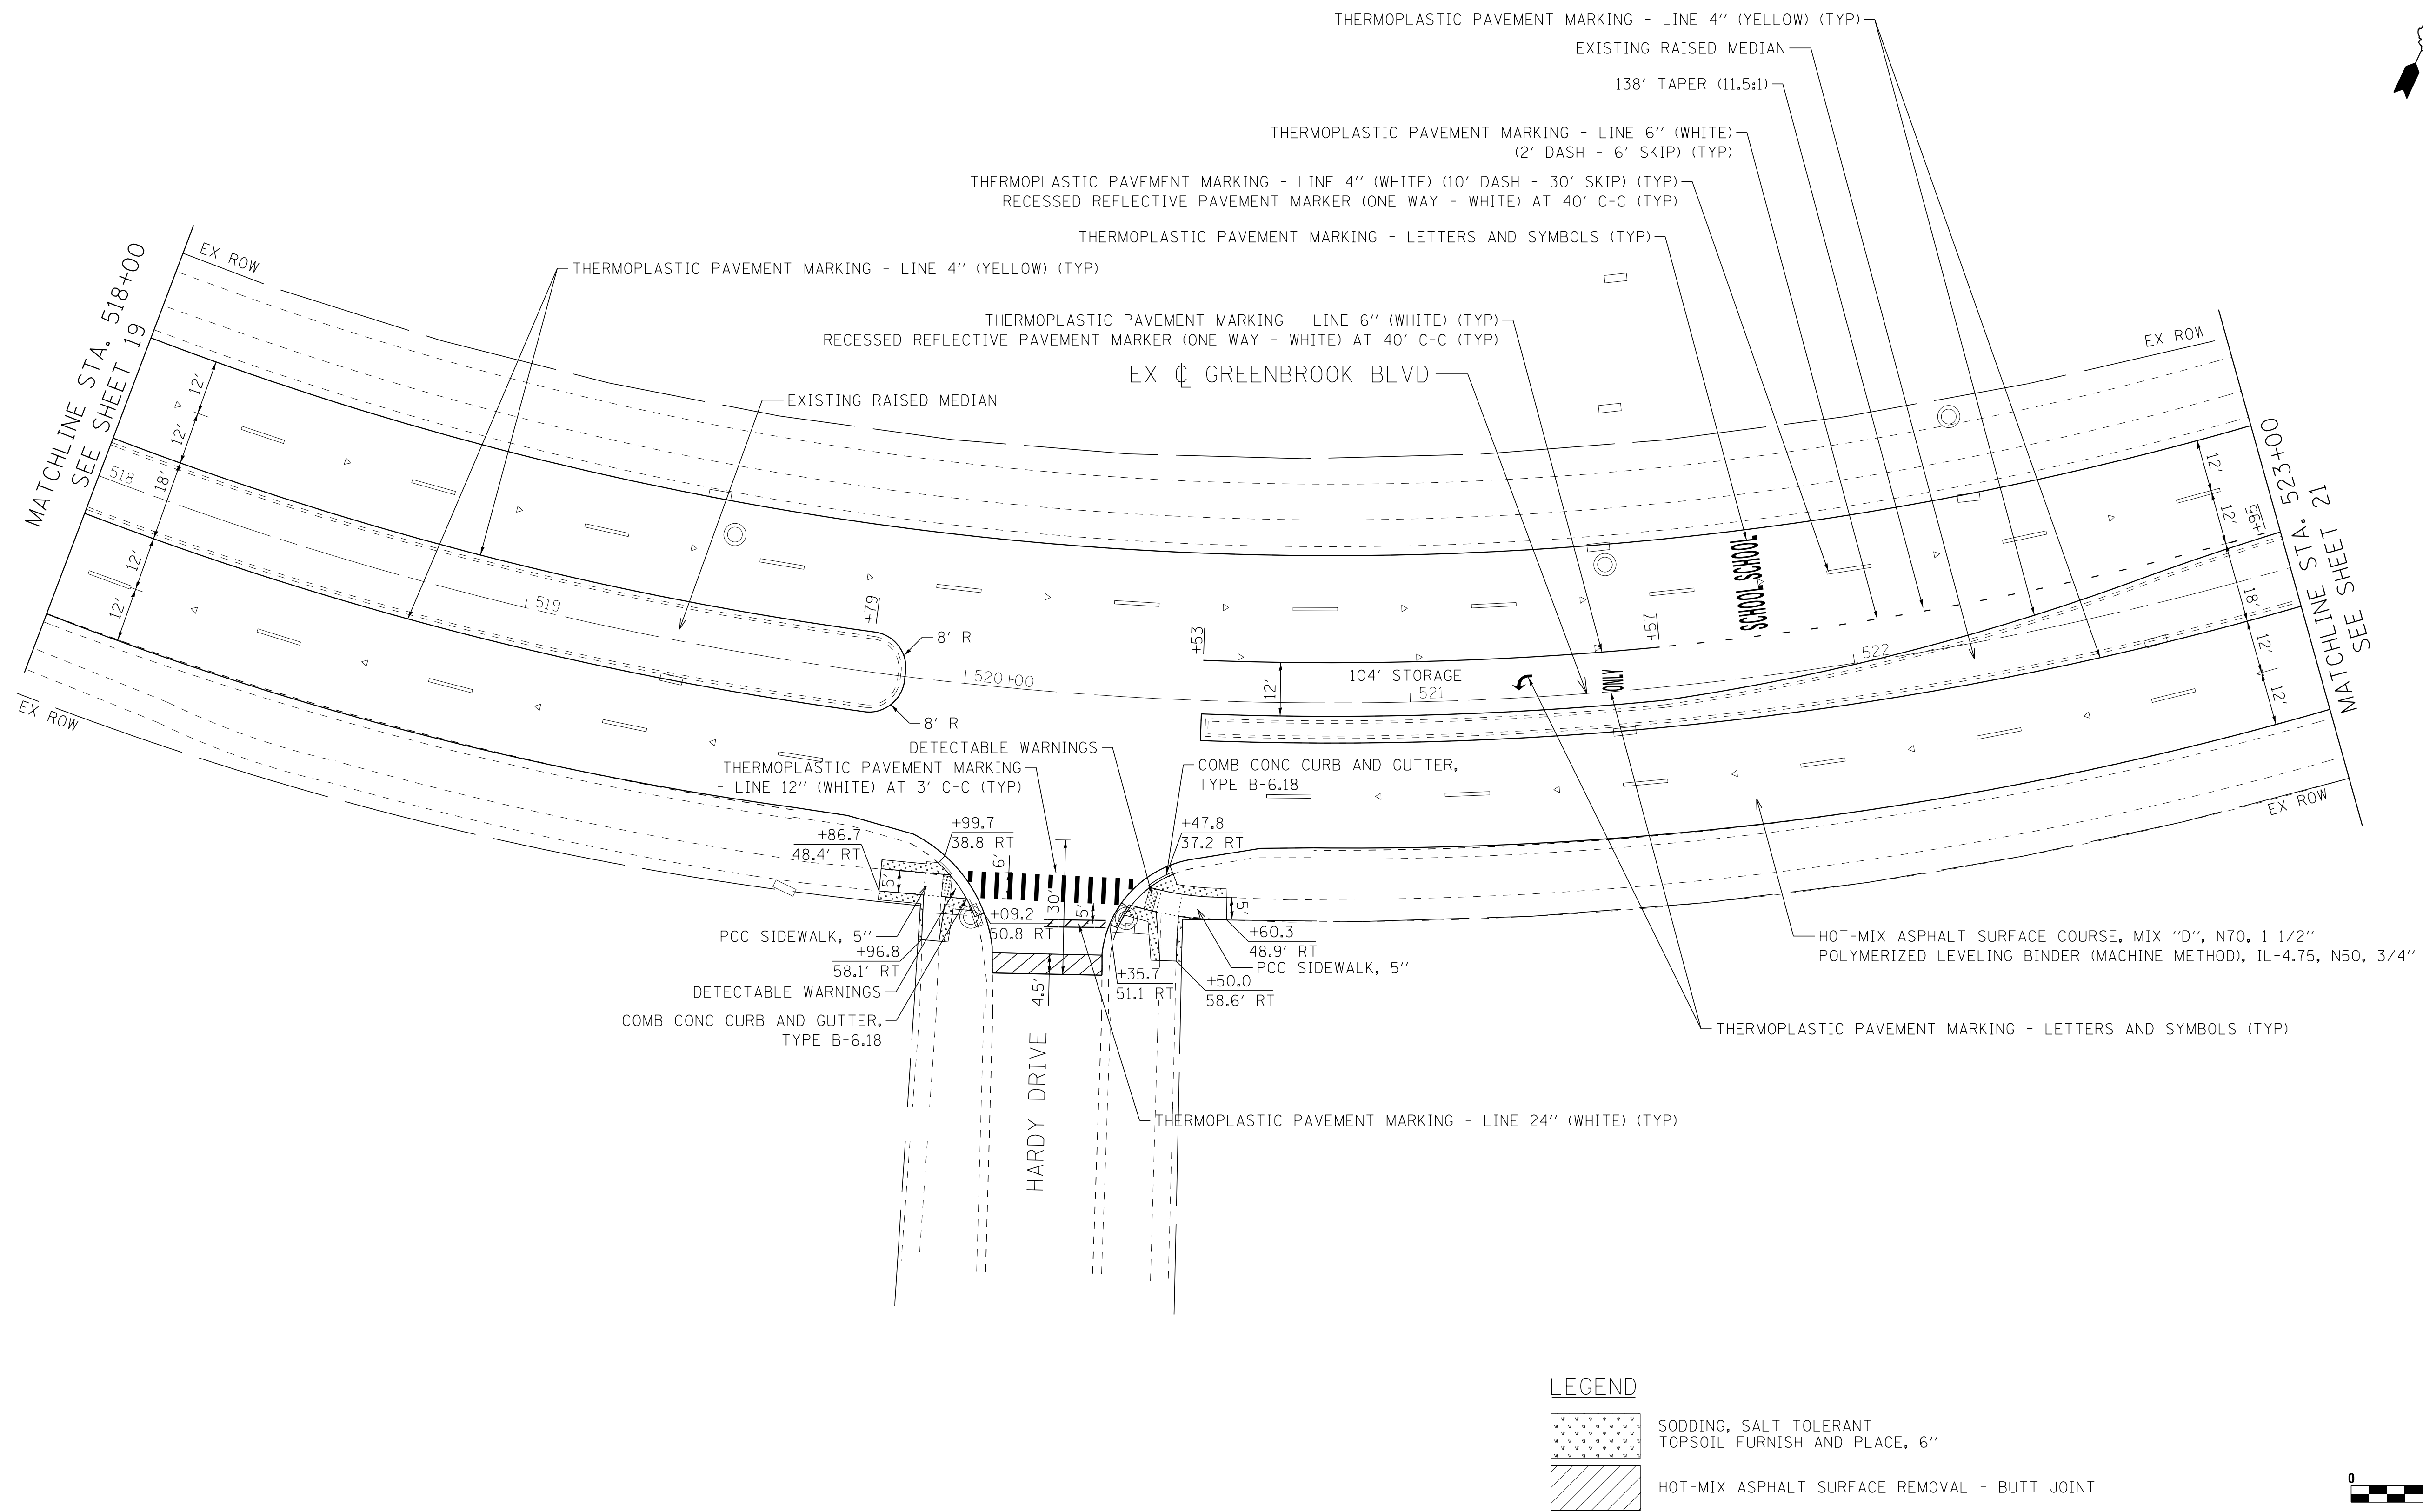 THERMOPLASTIC PAVEMENT MARKING - LINE 4" (YELLOW) (TYP)
EXISTING RAISED MEDIAN
138' TAPER (11.5:1)
THERMOPLASTIC PAVEMENT MARKING - LINE 6" (WHITE)
(2' DASH - 6' SKIP) (TYP)
THERMOPLASTIC PAVEMENT MARKING - LINE 4" (WHITE) (10' DASH - 30' SKIP) (TYP)
RECESSED REFLECTIVE PAVEMENT MARKER (ONE WAY - WHITE) AT 40' C-C (TYP)
THERMOPLASTIC PAVEMENT MARKING - LETTERS AND SYMBOLS (TYP)
THERMOPLASTIC PAVEMENT MARKING - LINE 4" (YELLOW) (TYP)
THERMOPLASTIC PAVEMENT MARKING - LINE 6" (WHITE) (TYP)
RECESSED REFLECTIVE PAVEMENT MARKER (ONE WAY - WHITE) AT 40' C-C (TYP)
EX ℄ GREENBROOK BLVD
EXISTING RAISED MEDIAN
MATCHLINE STA. 518+00
SEE SHEET 19
EX ROW
EX ROW
12'
12'
18'
12'
12'
518
519
+79
8' R
8' R
520+00
+53
12'
104' STORAGE
521
+57
ONLY
SCHOOL SCHOOL
522
12'
12'
+95
18'
12'
12'
EX ROW
EX ROW
MATCHLINE STA. 523+00
SEE SHEET 21
DETECTABLE WARNINGS
THERMOPLASTIC PAVEMENT MARKING
- LINE 12" (WHITE) AT 3' C-C (TYP)
COMB CONC CURB AND GUTTER,
TYPE B-6.18
+86.7
48.4' RT
+99.7
38.8 RT
+47.8
37.2 RT
5'
6'
30'
5'
5'
+09.2
50.8 RT
PCC SIDEWALK, 5"
+96.8
58.1' RT
DETECTABLE WARNINGS
COMB CONC CURB AND GUTTER,
TYPE B-6.18
4.5'
+35.7
51.1 RT
+60.3
48.9' RT
PCC SIDEWALK, 5"
+50.0
58.6' RT
HARDY DRIVE
HOT-MIX ASPHALT SURFACE COURSE, MIX "D", N70, 1 1/2"
POLYMERIZED LEVELING BINDER (MACHINE METHOD), IL-4.75, N50, 3/4"
THERMOPLASTIC PAVEMENT MARKING - LETTERS AND SYMBOLS (TYP)
THERMOPLASTIC PAVEMENT MARKING - LINE 24" (WHITE) (TYP)
LEGEND
SODDING, SALT TOLERANT
TOPSOIL FURNISH AND PLACE, 6"
HOT-MIX ASPHALT SURFACE REMOVAL - BUTT JOINT
0